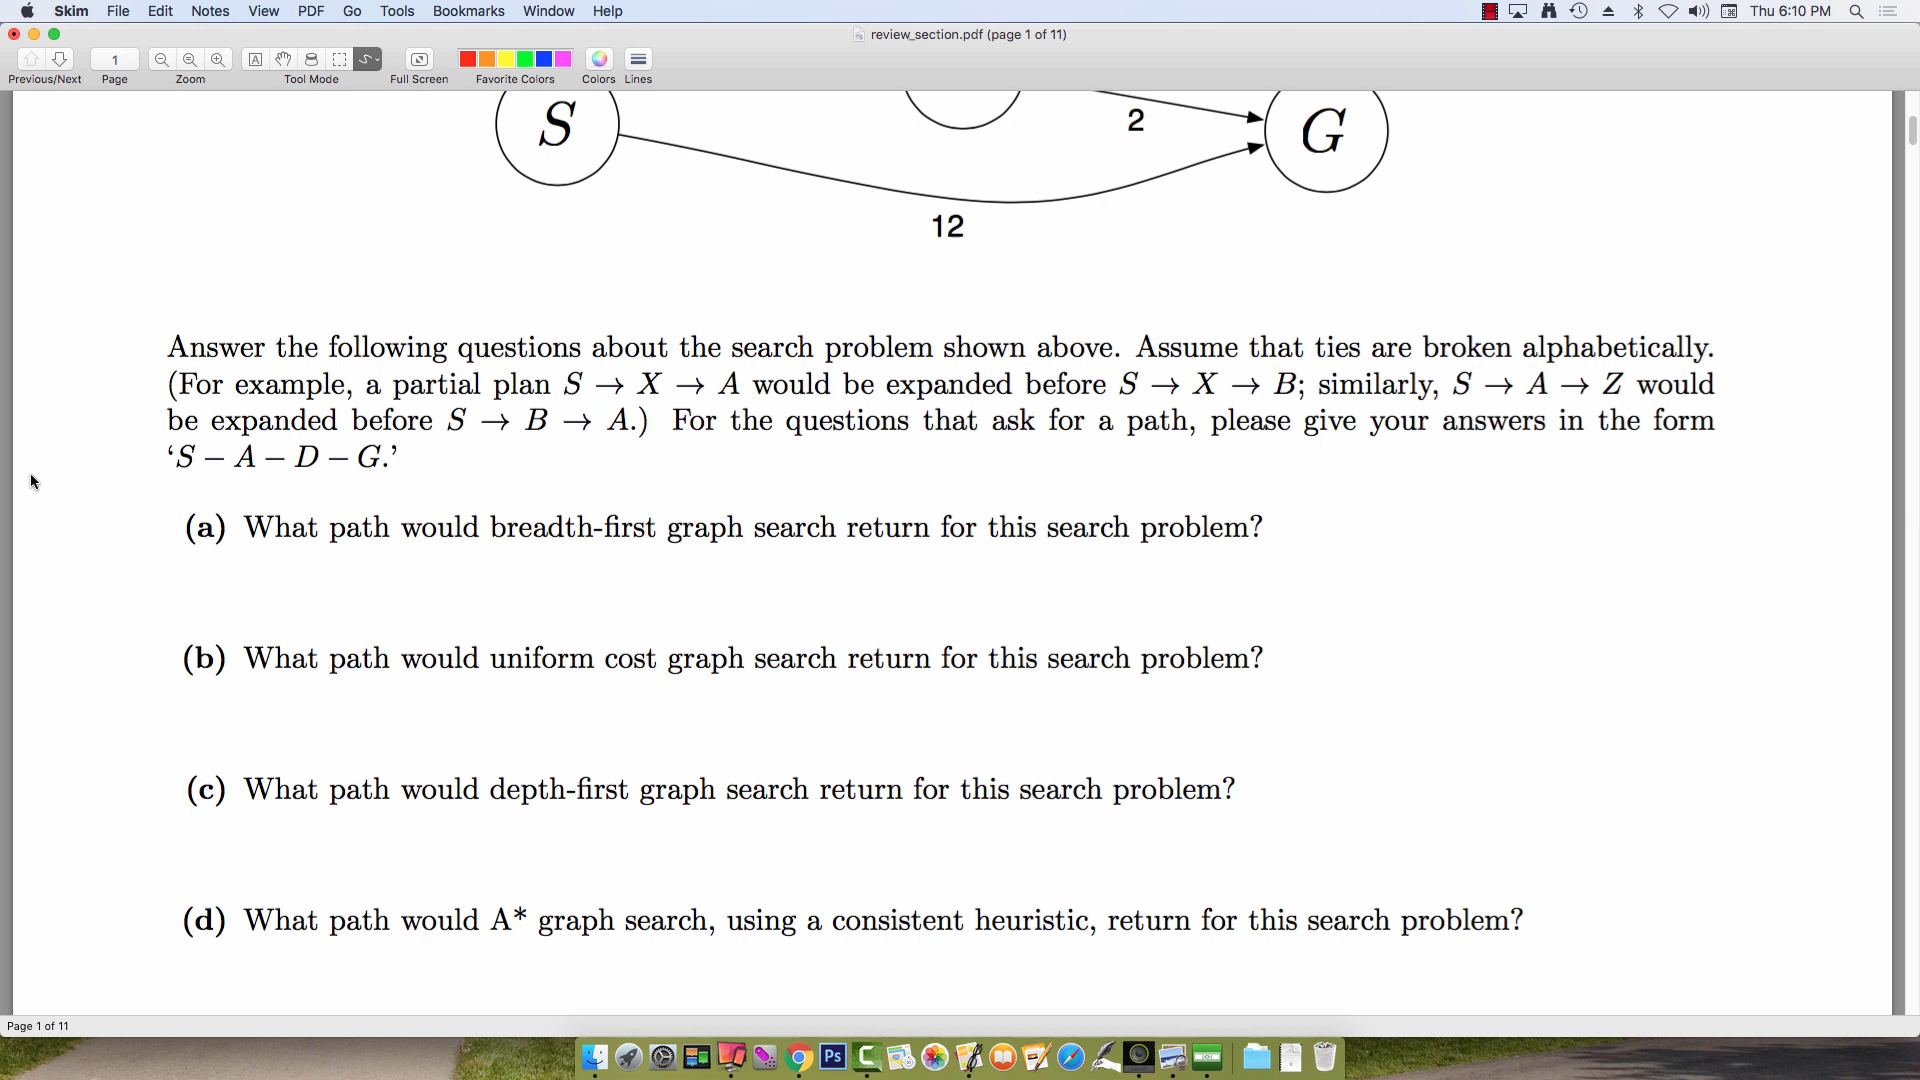 Skim File Edit Notes View PDF Go Tools Bookmarks Window Help Thu 6:10 PM
review_section.pdf (page 1 of 11)
1 A
Previous/Next Page Zoom Tool Mode Full Screen Favorite Colors Colors Lines
S 2 G
12
Answer the following questions about the search problem shown above. Assume that ties are broken alphabetically.
(For example, a partial plan S → X → A would be expanded before S → X → B; similarly, S → A → Z would
be expanded before S → B → A.) For the questions that ask for a path, please give your answers in the form
‘S – A – D – G.’
(a) What path would breadth-first graph search return for this search problem?
(b) What path would uniform cost graph search return for this search problem?
(c) What path would depth-first graph search return for this search problem?
(d) What path would A* graph search, using a consistent heuristic, return for this search problem?
Page 1 of 11
Ps C